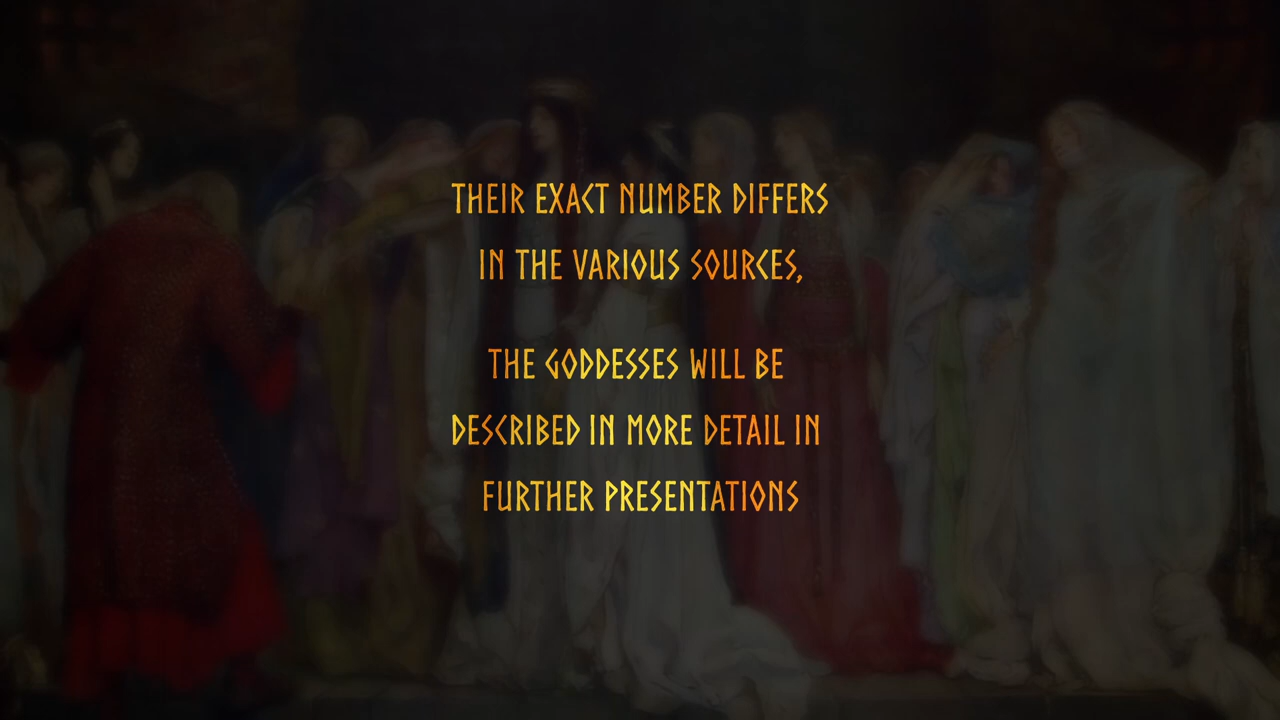 THEIR EXACT NUMBER DIFFERS
IN THE VARIOUS SOURCES,
THE GODDESSES WILL BE
DESCRIBED IN MORE DETAIL IN
FURTHER PRESENTATIONS